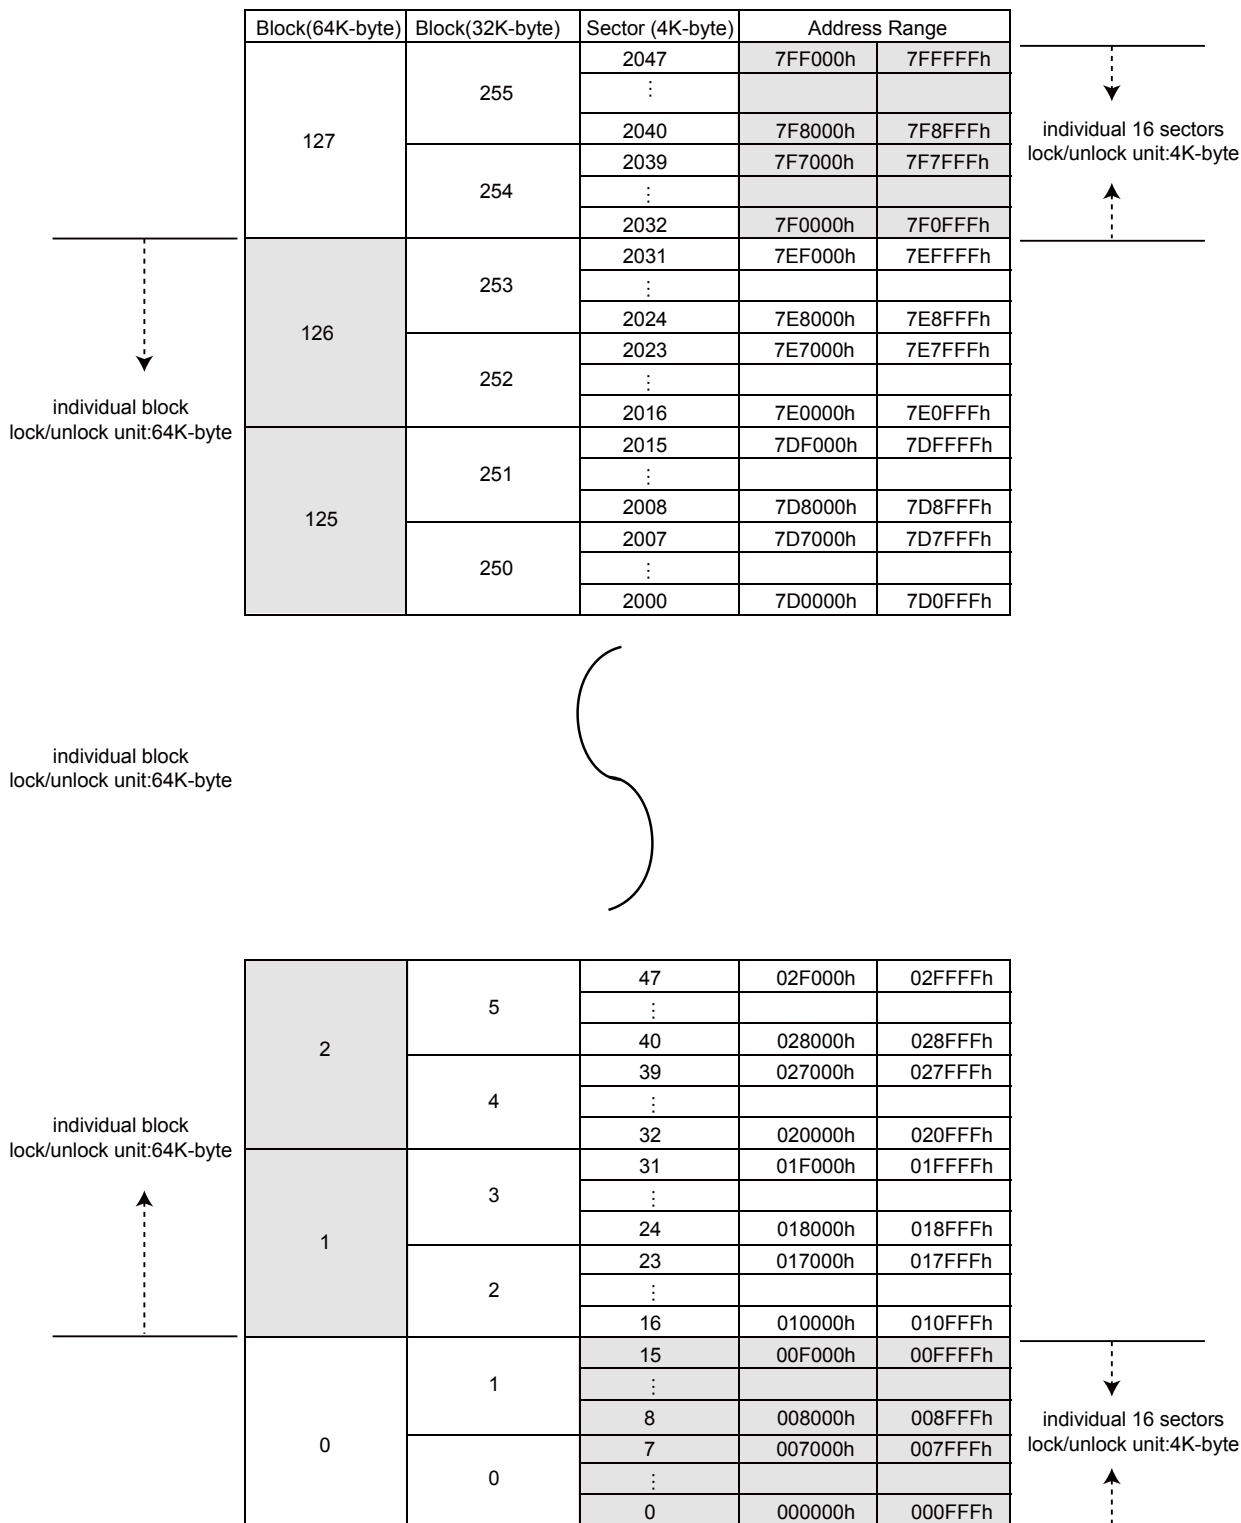 Block(64K-byte) Block(32K-byte) Sector (4K-byte) Address Range
2047 7FF000h 7FFFFFh
255 ⋮
2040 7F8000h 7F8FFFh
individual 16 sectors
lock/unlock unit:4K-byte
127
2039 7F7000h 7F7FFFh
254 ⋮
2032 7F0000h 7F0FFFh
2031 7EF000h 7EFFFFh
253 ⋮
2024 7E8000h 7E8FFFh
126
2023 7E7000h 7E7FFFh
252 ⋮
individual block
lock/unlock unit:64K-byte
2016 7E0000h 7E0FFFh
2015 7DF000h 7DFFFFh
251 ⋮
2008 7D8000h 7D8FFFh
125
2007 7D7000h 7D7FFFh
250 ⋮
2000 7D0000h 7D0FFFh
individual block
lock/unlock unit:64K-byte
47 02F000h 02FFFFh
5 ⋮
40 028000h 028FFFh
2
39 027000h 027FFFh
4 ⋮
individual block
lock/unlock unit:64K-byte
32 020000h 020FFFh
31 01F000h 01FFFFh
3 ⋮
24 018000h 018FFFh
1
23 017000h 017FFFh
2 ⋮
16 010000h 010FFFh
15 00F000h 00FFFFh
1 ⋮
8 008000h 008FFFh
individual 16 sectors
lock/unlock unit:4K-byte
0
7 007000h 007FFFh
0 ⋮
0 000000h 000FFFh